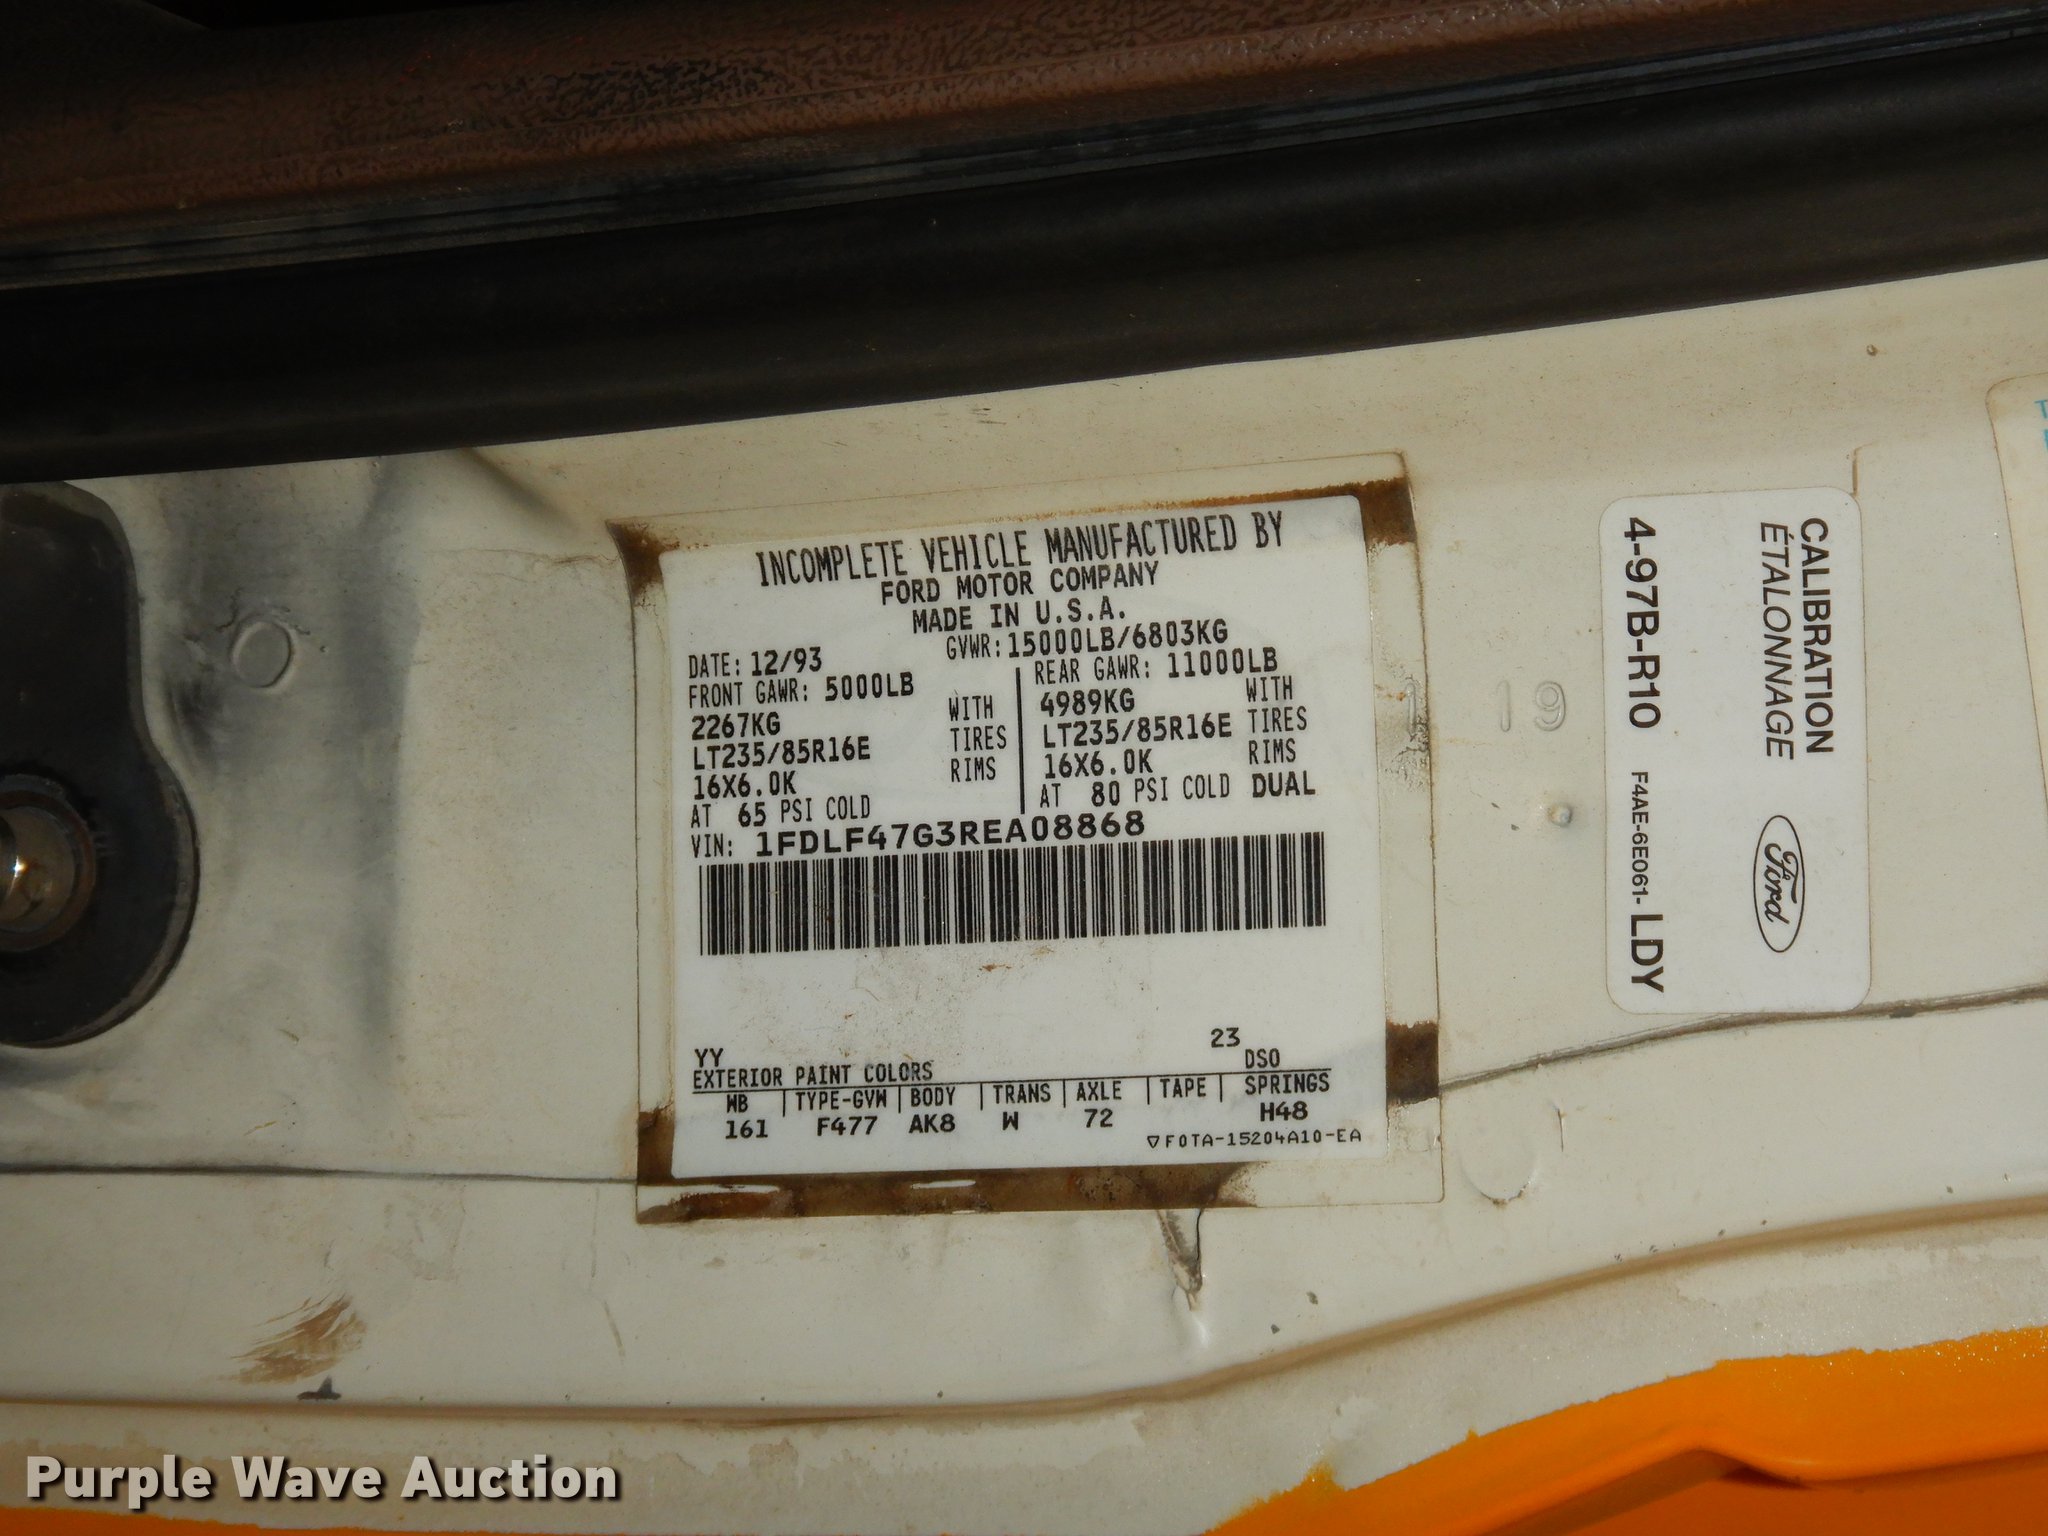 INCOMPLETE VEHICLE MANUFACTURED BY
FORD MOTOR COMPANY
MADE IN U.S.A.
DATE: 12/93 GVWR: 15000LB/6803KG
FRONT GAWR: 5000LB REAR GAWR: 11000LB
2267KG WITH 4989KG WITH
LT235/85R16E TIRES LT235/85R16E TIRES
16X6.0K RIMS 16X6.0K RIMS
AT 65 PSI COLD AT 80 PSI COLD DUAL
VIN: 1FDLF47G3REA08868
YY 23
EXTERIOR PAINT COLORS DSO
WB | TYPE-GVW | BODY | TRANS | AXLE | TAPE | SPRINGS
161 F477 AK8 W 72 H48
▽F0TA-15204A10-EA
19
CALIBRATION
ÉTALONNAGE
Ford
4-97B-R10 F4AE-6E061-LDY
Purple Wave Auction